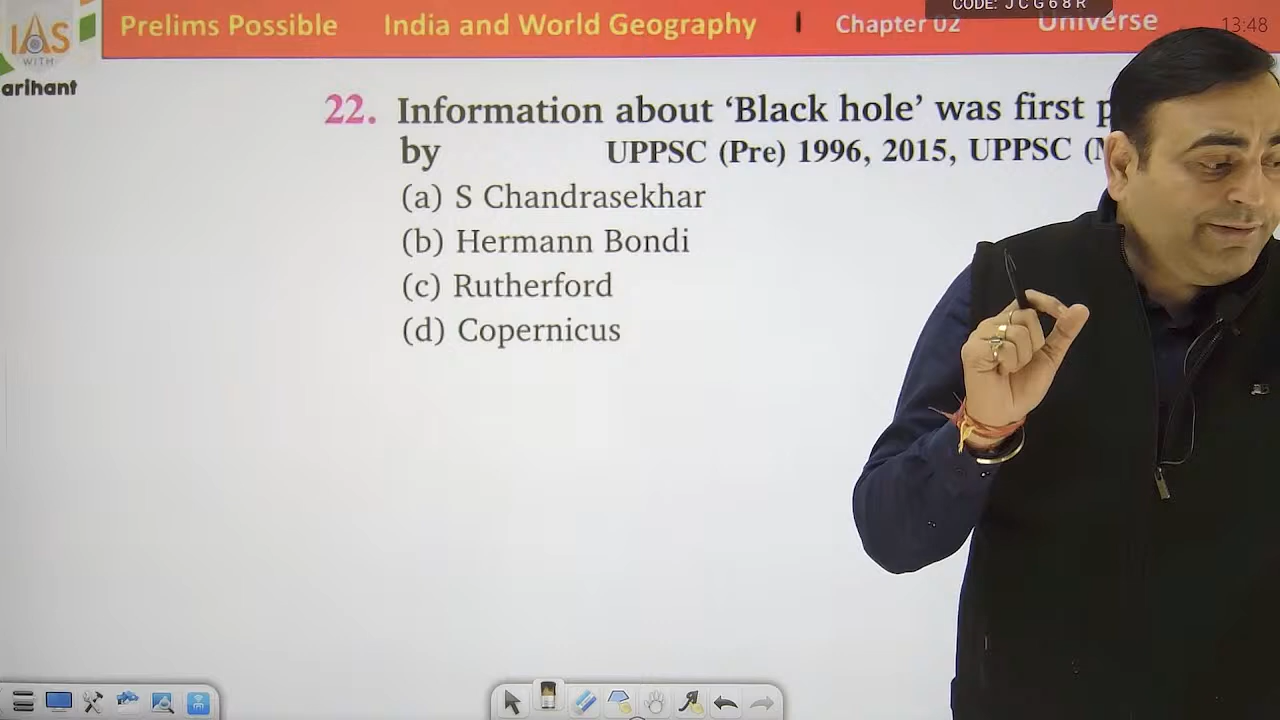 CODE: J C G 6 8 R
IAS
WITH
arihant
Prelims Possible India and World Geography | Chapter 02 Universe 13:48
22. Information about ‘Black hole’ was first
by UPPSC (Pre) 1996, 2015, UPPSC
(a) S Chandrasekhar
(b) Hermann Bondi
(c) Rutherford
(d) Copernicus